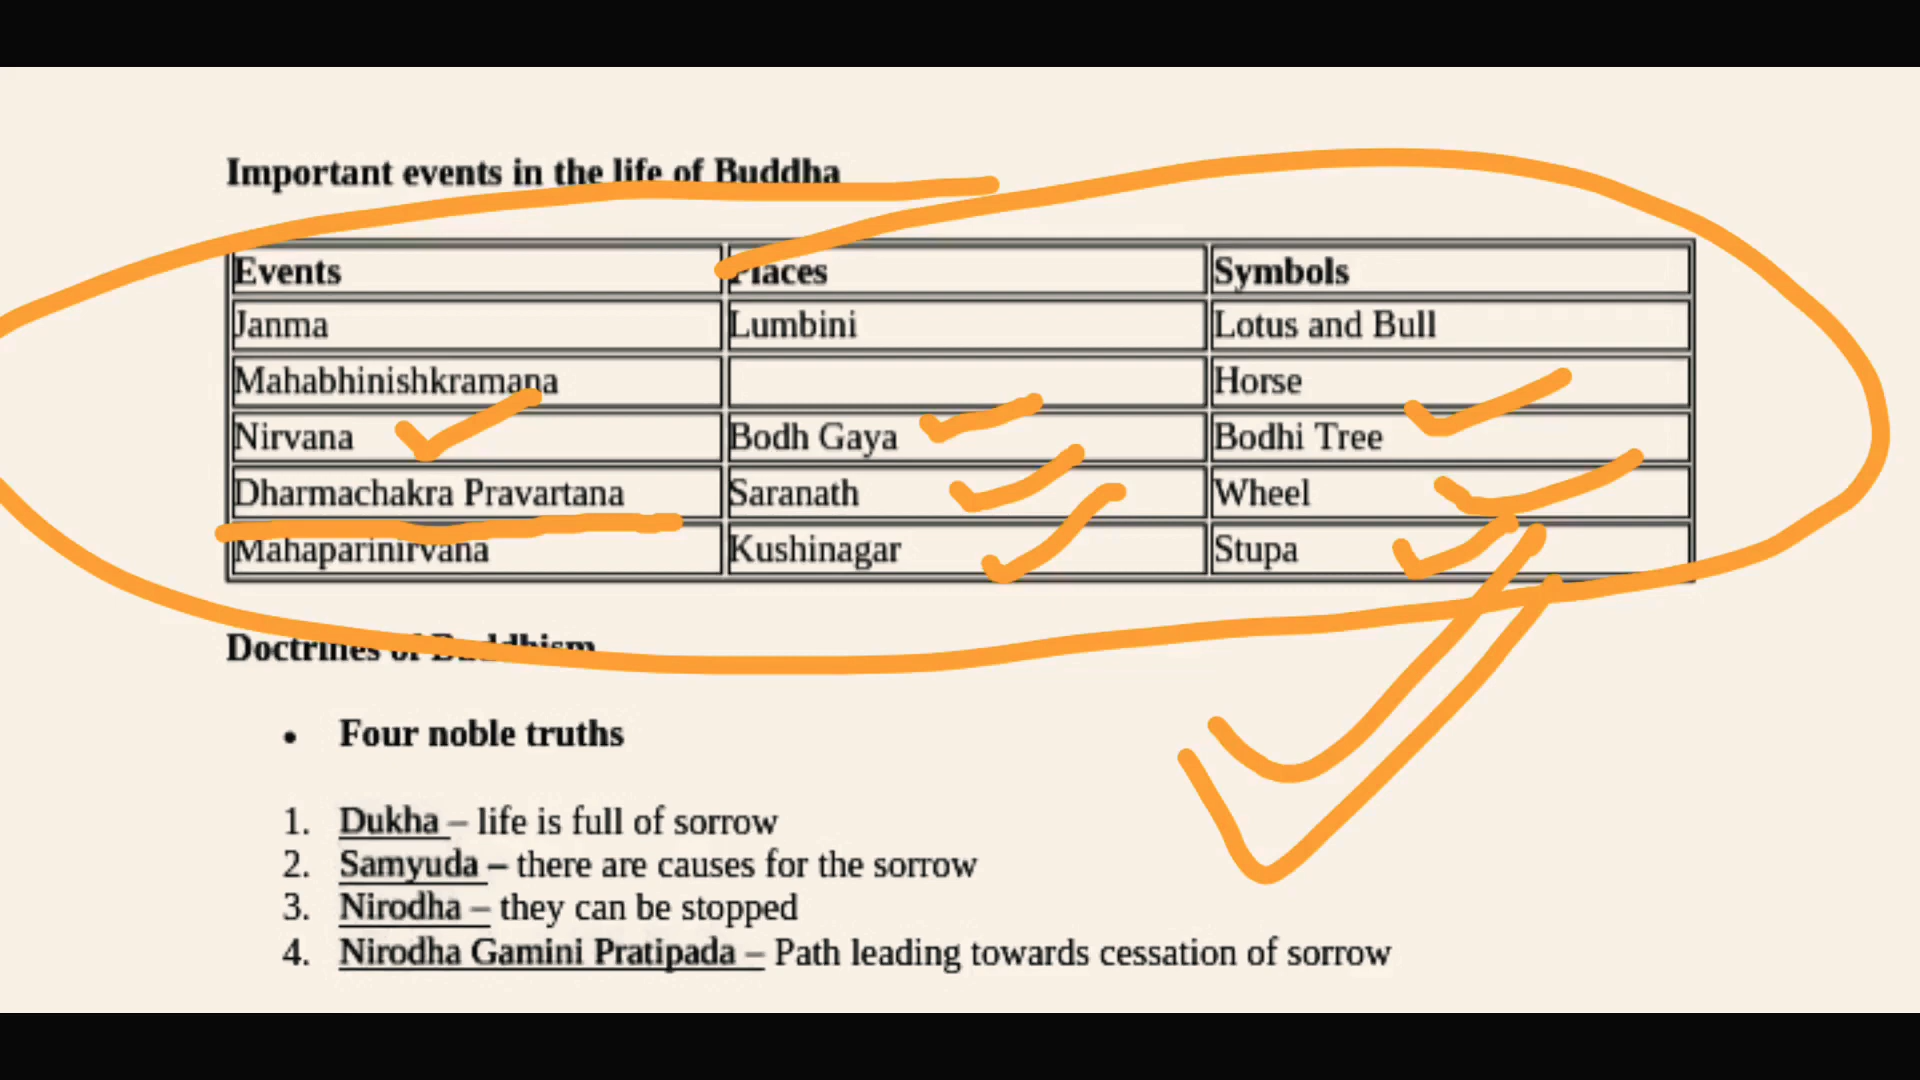 Important events in the life of Buddha
Events Places Symbols
Janma Lumbini Lotus and Bull
Mahabhinishkramana Horse
Nirvana Bodh Gaya Bodhi Tree
Dharmachakra Pravartana Saranath Wheel
Mahaparinirvana Kushinagar Stupa
Doctrines of Buddhism
• Four noble truths
1. Dukha – life is full of sorrow
2. Samyuda – there are causes for the sorrow
3. Nirodha – they can be stopped
4. Nirodha Gamini Pratipada – Path leading towards cessation of sorrow